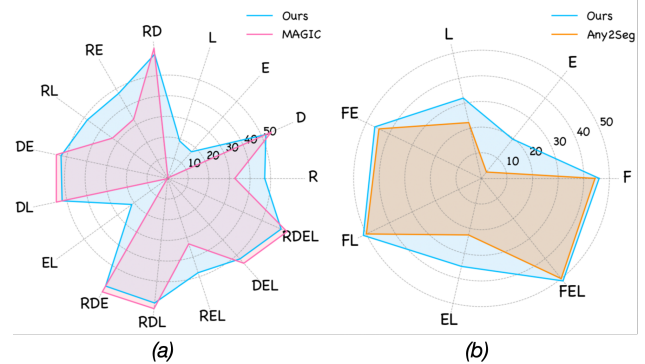 Ours
MAGIC
RD
L
RE
E
RL
D
DE
10 20 30 40 50
R
DL
RDEL
EL
DEL
RDE
REL
RDL
(a)
Ours
Any2Seg
L
E
FE
10 20 30 40 50
F
FL
FEL
EL
(b)